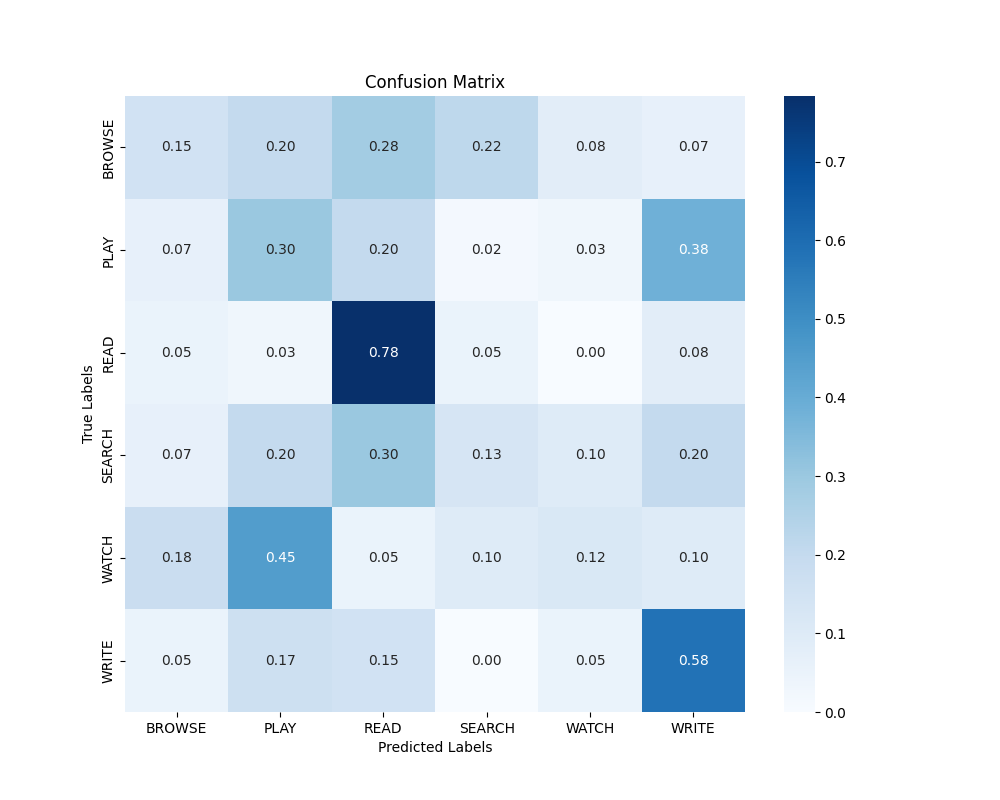 Confusion Matrix
BROWSE 0.15 0.20 0.28 0.22 0.08 0.07
PLAY 0.07 0.30 0.20 0.02 0.03 0.38
READ 0.05 0.03 0.78 0.05 0.00 0.08
SEARCH 0.07 0.20 0.30 0.13 0.10 0.20
WATCH 0.18 0.45 0.05 0.10 0.12 0.10
WRITE 0.05 0.17 0.15 0.00 0.05 0.58
True Labels
BROWSE PLAY READ SEARCH WATCH WRITE
Predicted Labels
0.7
0.6
0.5
0.4
0.3
0.2
0.1
0.0